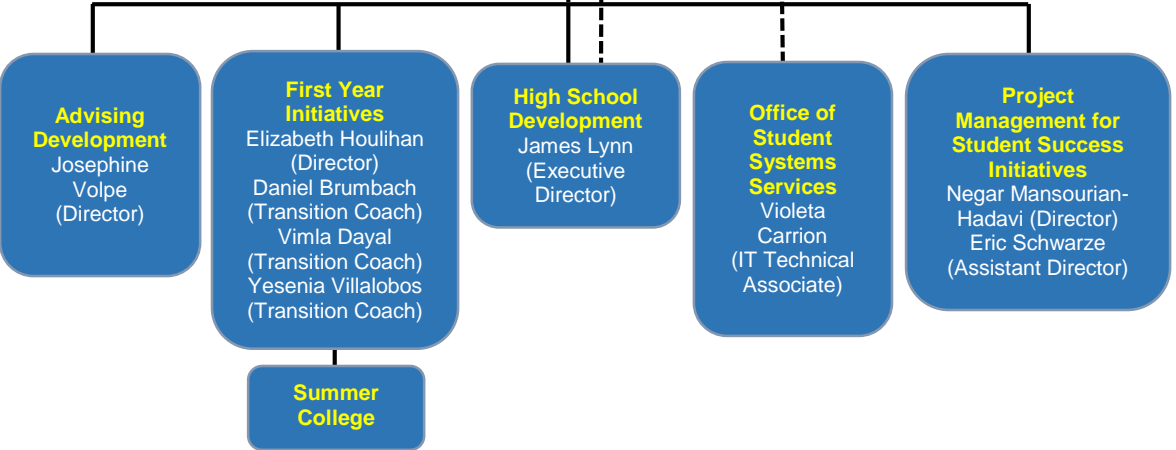 Advising
Development
Josephine
Volpe
(Director)
First Year
Initiatives
Elizabeth Houlihan
(Director)
Daniel Brumbach
(Transition Coach)
Vimla Dayal
(Transition Coach)
Yesenia Villalobos
(Transition Coach)
High School
Development
James Lynn
(Executive
Director)
Office of
Student
Systems
Services
Violeta
Carrion
(IT Technical
Associate)
Project
Management for
Student Success
Initiatives
Negar Mansourian-
Hadavi (Director)
Eric Schwarze
(Assistant Director)
Summer
College